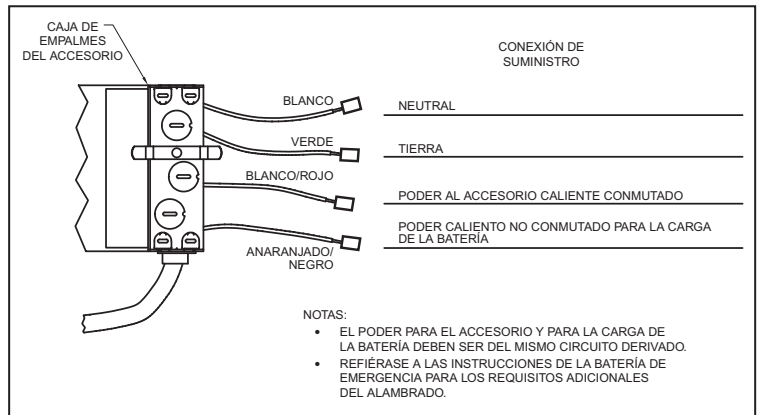 CAJA DE
EMPALMES
DEL ACCESORIO
CONEXIÓN DE
SUMINISTRO
BLANCO
NEUTRAL
VERDE
TIERRA
BLANCO/ROJO
PODER AL ACCESORIO CALIENTE CONMUTADO
ANARANJADO/
NEGRO
PODER CALIENTO NO CONMUTADO PARA LA CARGA
DE LA BATERÍA
NOTAS:
• EL PODER PARA EL ACCESORIO Y PARA LA CARGA DE
LA BATERÍA DEBEN SER DEL MISMO CIRCUITO DERIVADO.
• REFIÉRASE A LAS INSTRUCCIONES DE LA BATERÍA DE
EMERGENCIA PARA LOS REQUISITOS ADICIONALES
DEL ALAMBRADO.